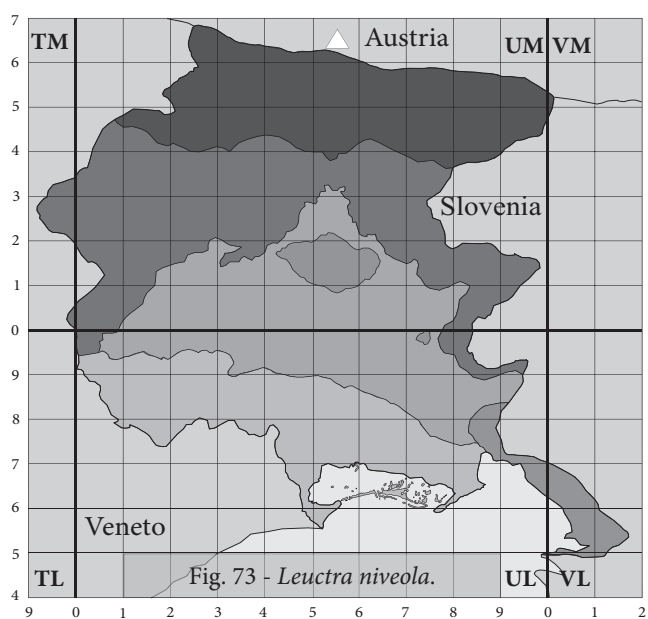 7 TM Austria UM VM
6
5
4
3 Slovenia
2
1
0
9
8
7
6
Veneto
5
TL Fig. 73 - Leuctra niveola. UL VL
4
9 0 1 2 3 4 5 6 7 8 9 0 1 2